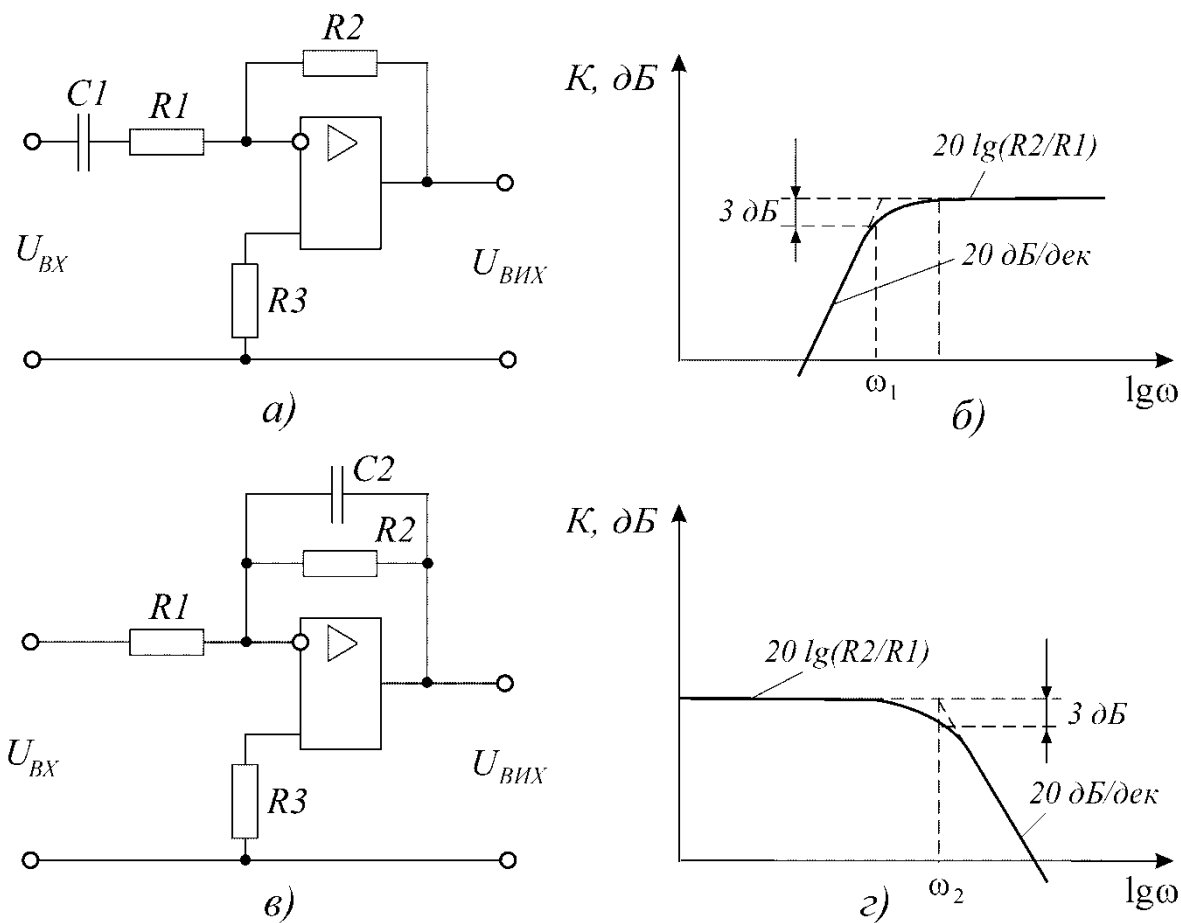 R2
C1
R1
U_ВХ
R3
U_ВИХ
а)
К, дБ
20 lg(R2/R1)
3 дБ
20 дБ/дек
ω₁
lgω
б)
C2
R2
R1
U_ВХ
R3
U_ВИХ
в)
К, дБ
20 lg(R2/R1)
3 дБ
20 дБ/дек
ω₂
lgω
г)